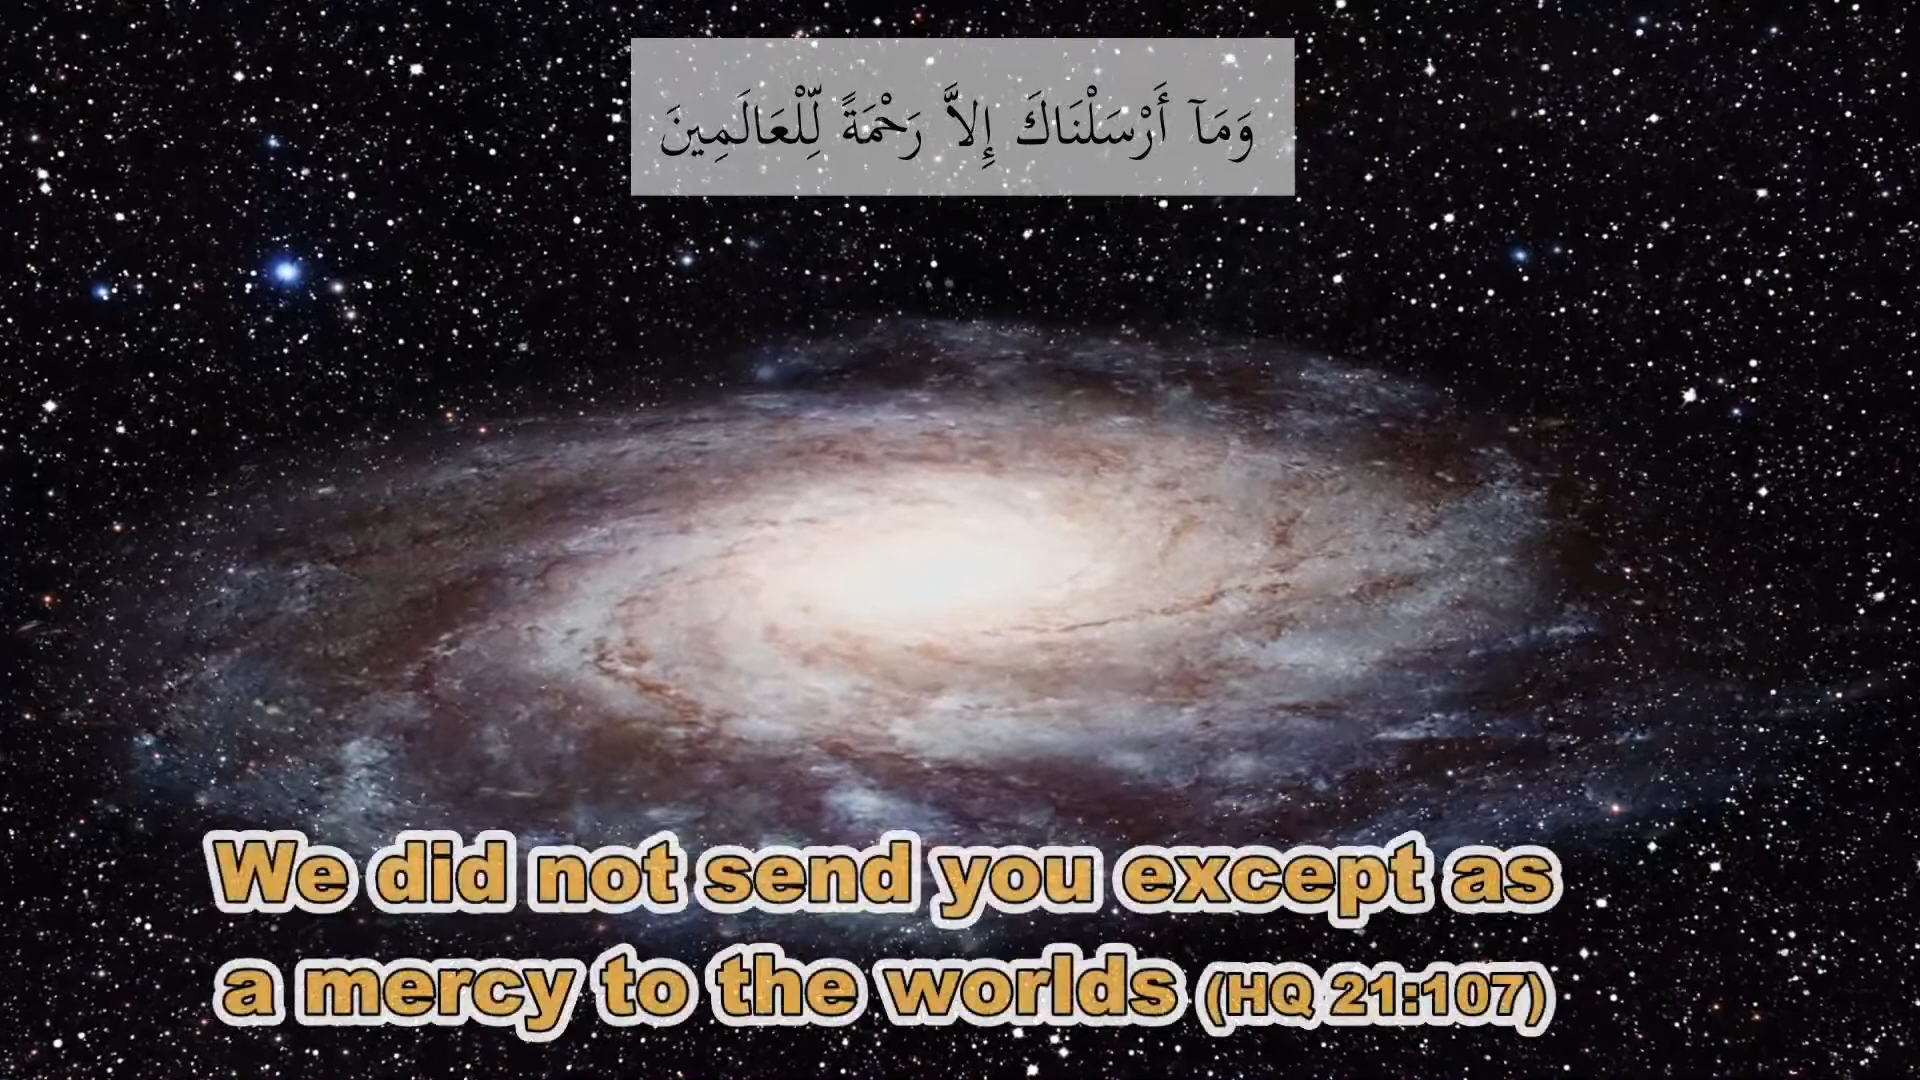 وَمَآ أَرْسَلْنَاكَ إِلاَّ رَحْمَةً لِّلْعَالَمِينَ
We did not send you except as
a mercy to the worlds (HQ 21:107)